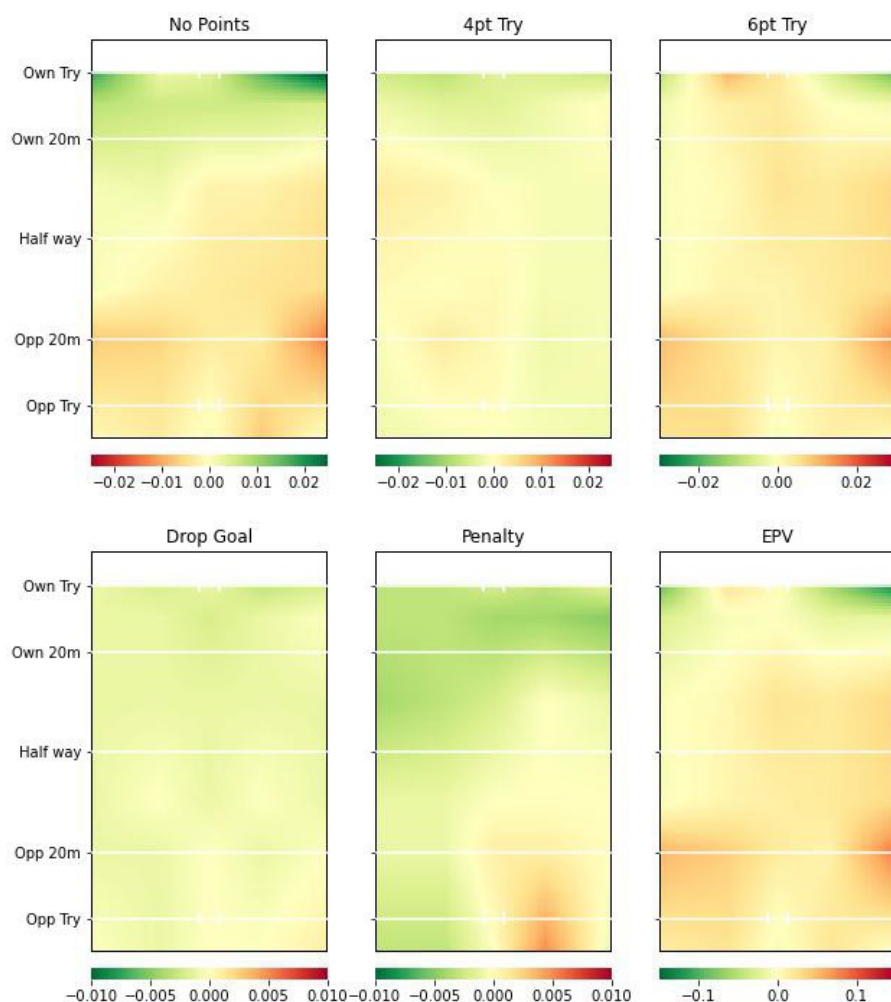 No Points 4pt Try 6pt Try
Own Try
Own 20m
Half way
Opp 20m
Opp Try
−0.02 −0.01 0.00 0.01 0.02 −0.02 −0.01 0.00 0.01 0.02 −0.02 0.00 0.02
Drop Goal Penalty EPV
Own Try
Own 20m
Half way
Opp 20m
Opp Try
−0.010 −0.005 0.000 0.005 0.010 −0.010 −0.005 0.000 0.005 0.010 −0.1 0.0 0.1